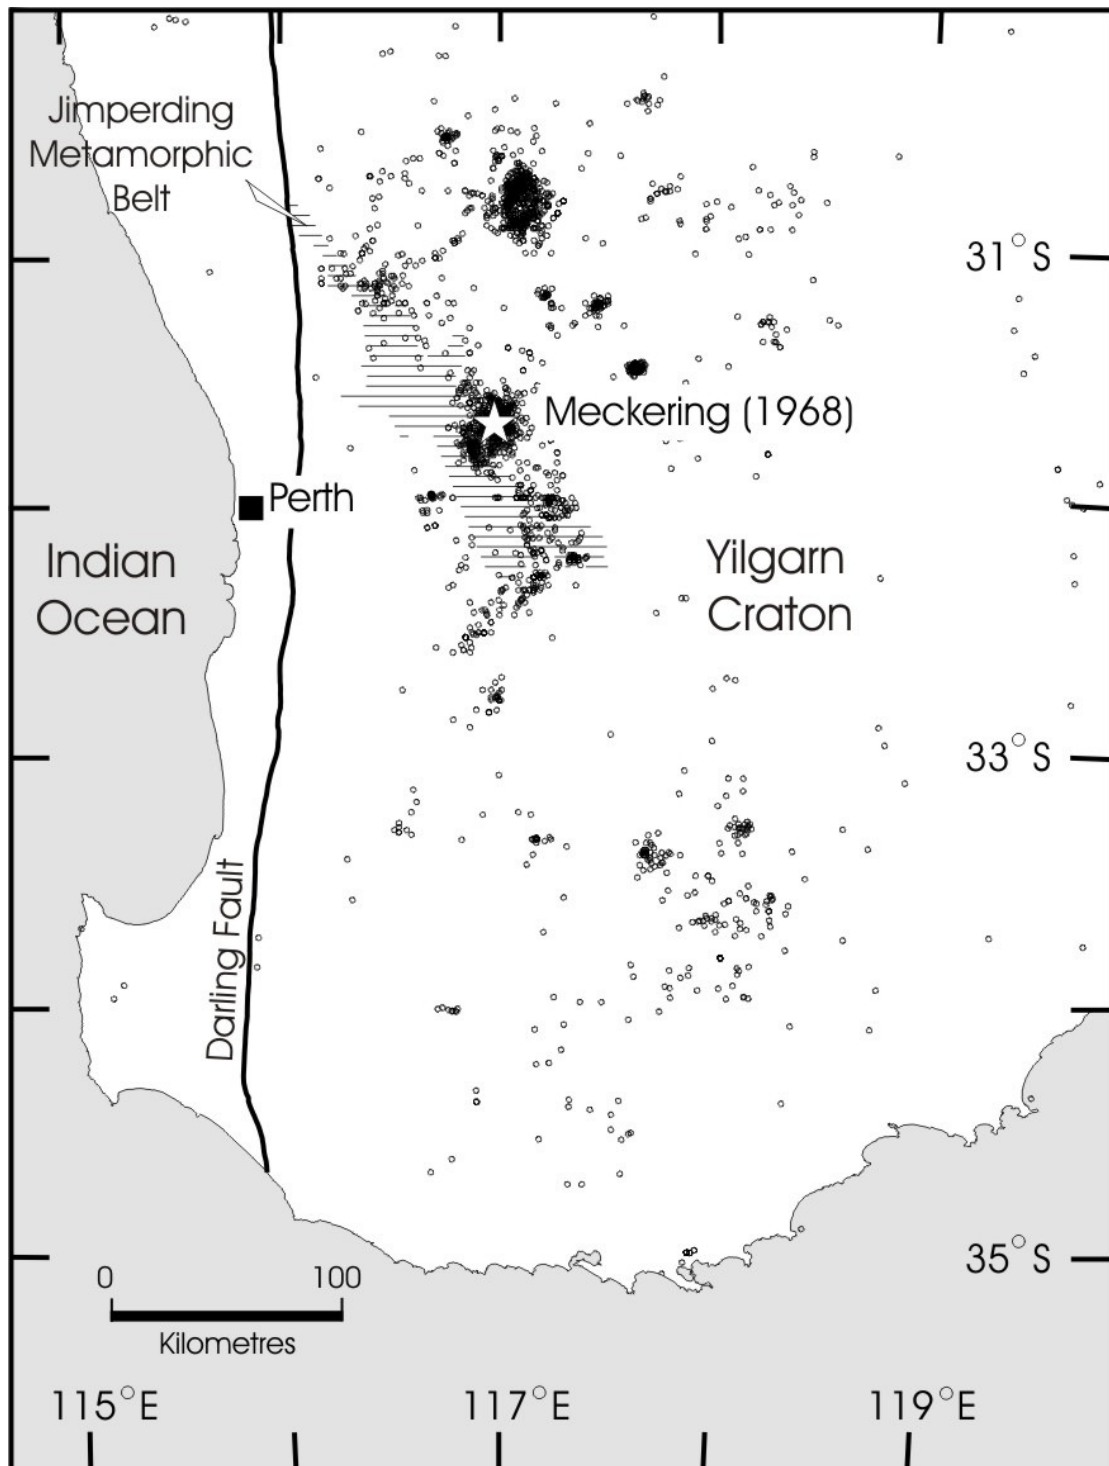 Jimperding
Metamorphic
Belt
31°S
Meckering (1968)
Perth
Indian
Ocean
Yilgarn
Craton
33°S
Darling Fault
35°S
0 100
Kilometres
115°E 117°E 119°E